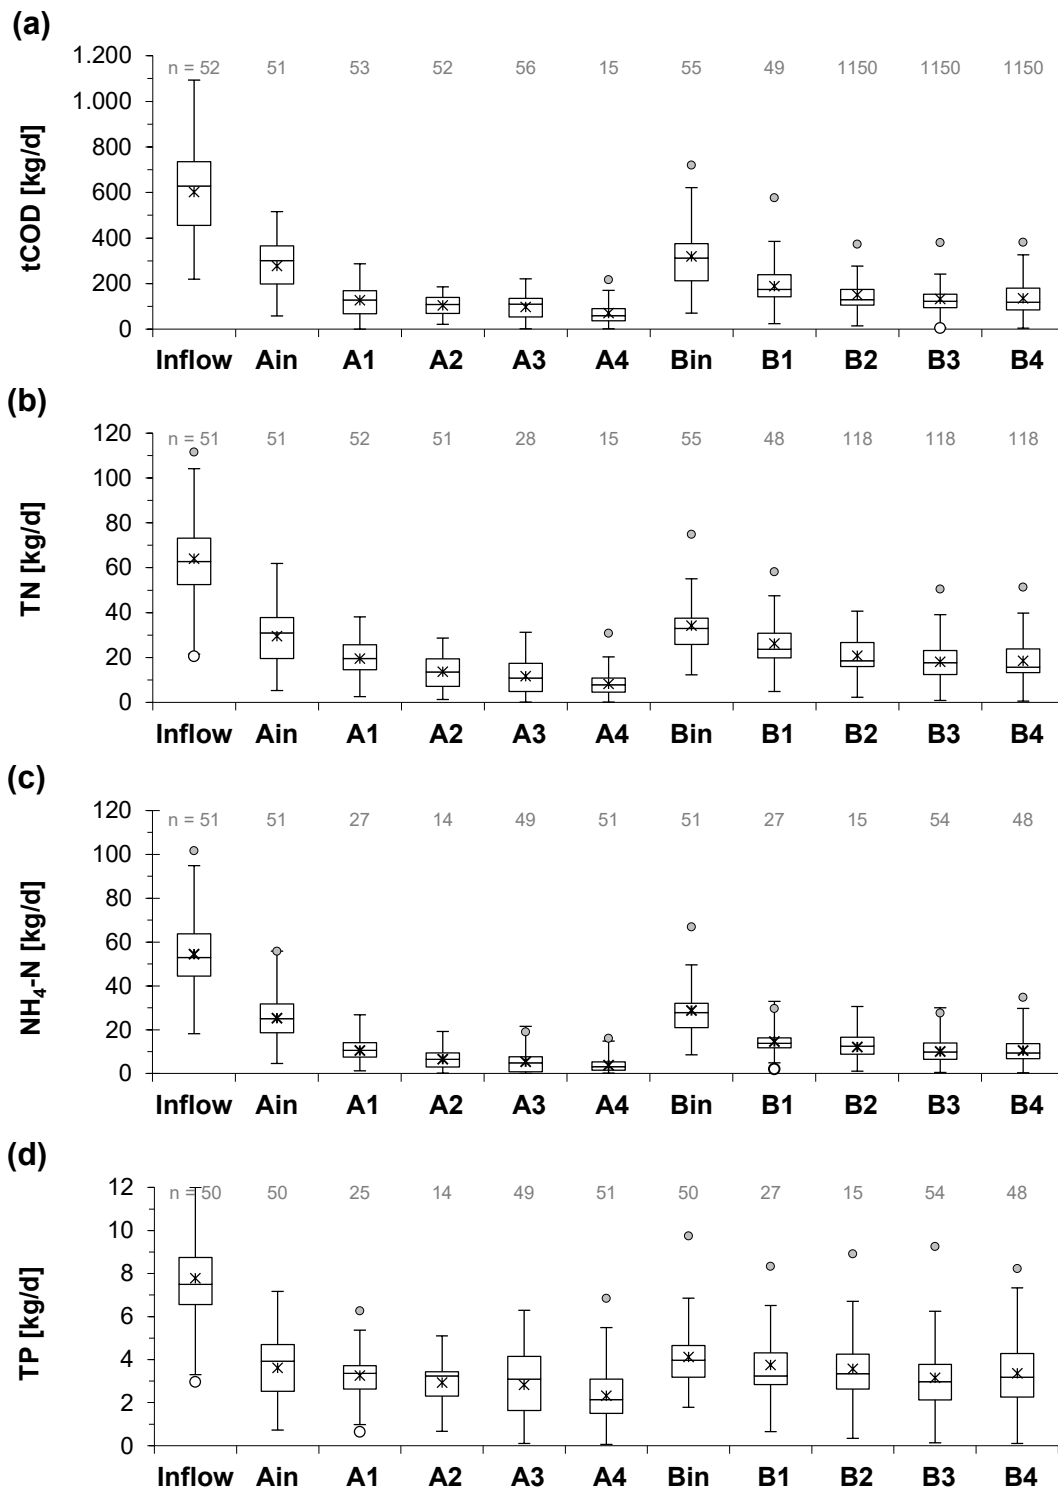 (a)
tCOD [kg/d]
1.200
1.000
800
600
400
200
0
n = 52 51 53 52 56 15 55 49 1150 1150 1150
Inflow Ain A1 A2 A3 A4 Bin B1 B2 B3 B4
(b)
TN [kg/d]
120
100
80
60
40
20
0
n = 51 51 52 51 28 15 55 48 118 118 118
Inflow Ain A1 A2 A3 A4 Bin B1 B2 B3 B4
(c)
NH₄-N [kg/d]
120
100
80
60
40
20
0
n = 51 51 27 14 49 51 51 27 15 54 48
Inflow Ain A1 A2 A3 A4 Bin B1 B2 B3 B4
(d)
TP [kg/d]
12
10
8
6
4
2
0
n = 50 50 25 14 49 51 50 27 15 54 48
Inflow Ain A1 A2 A3 A4 Bin B1 B2 B3 B4